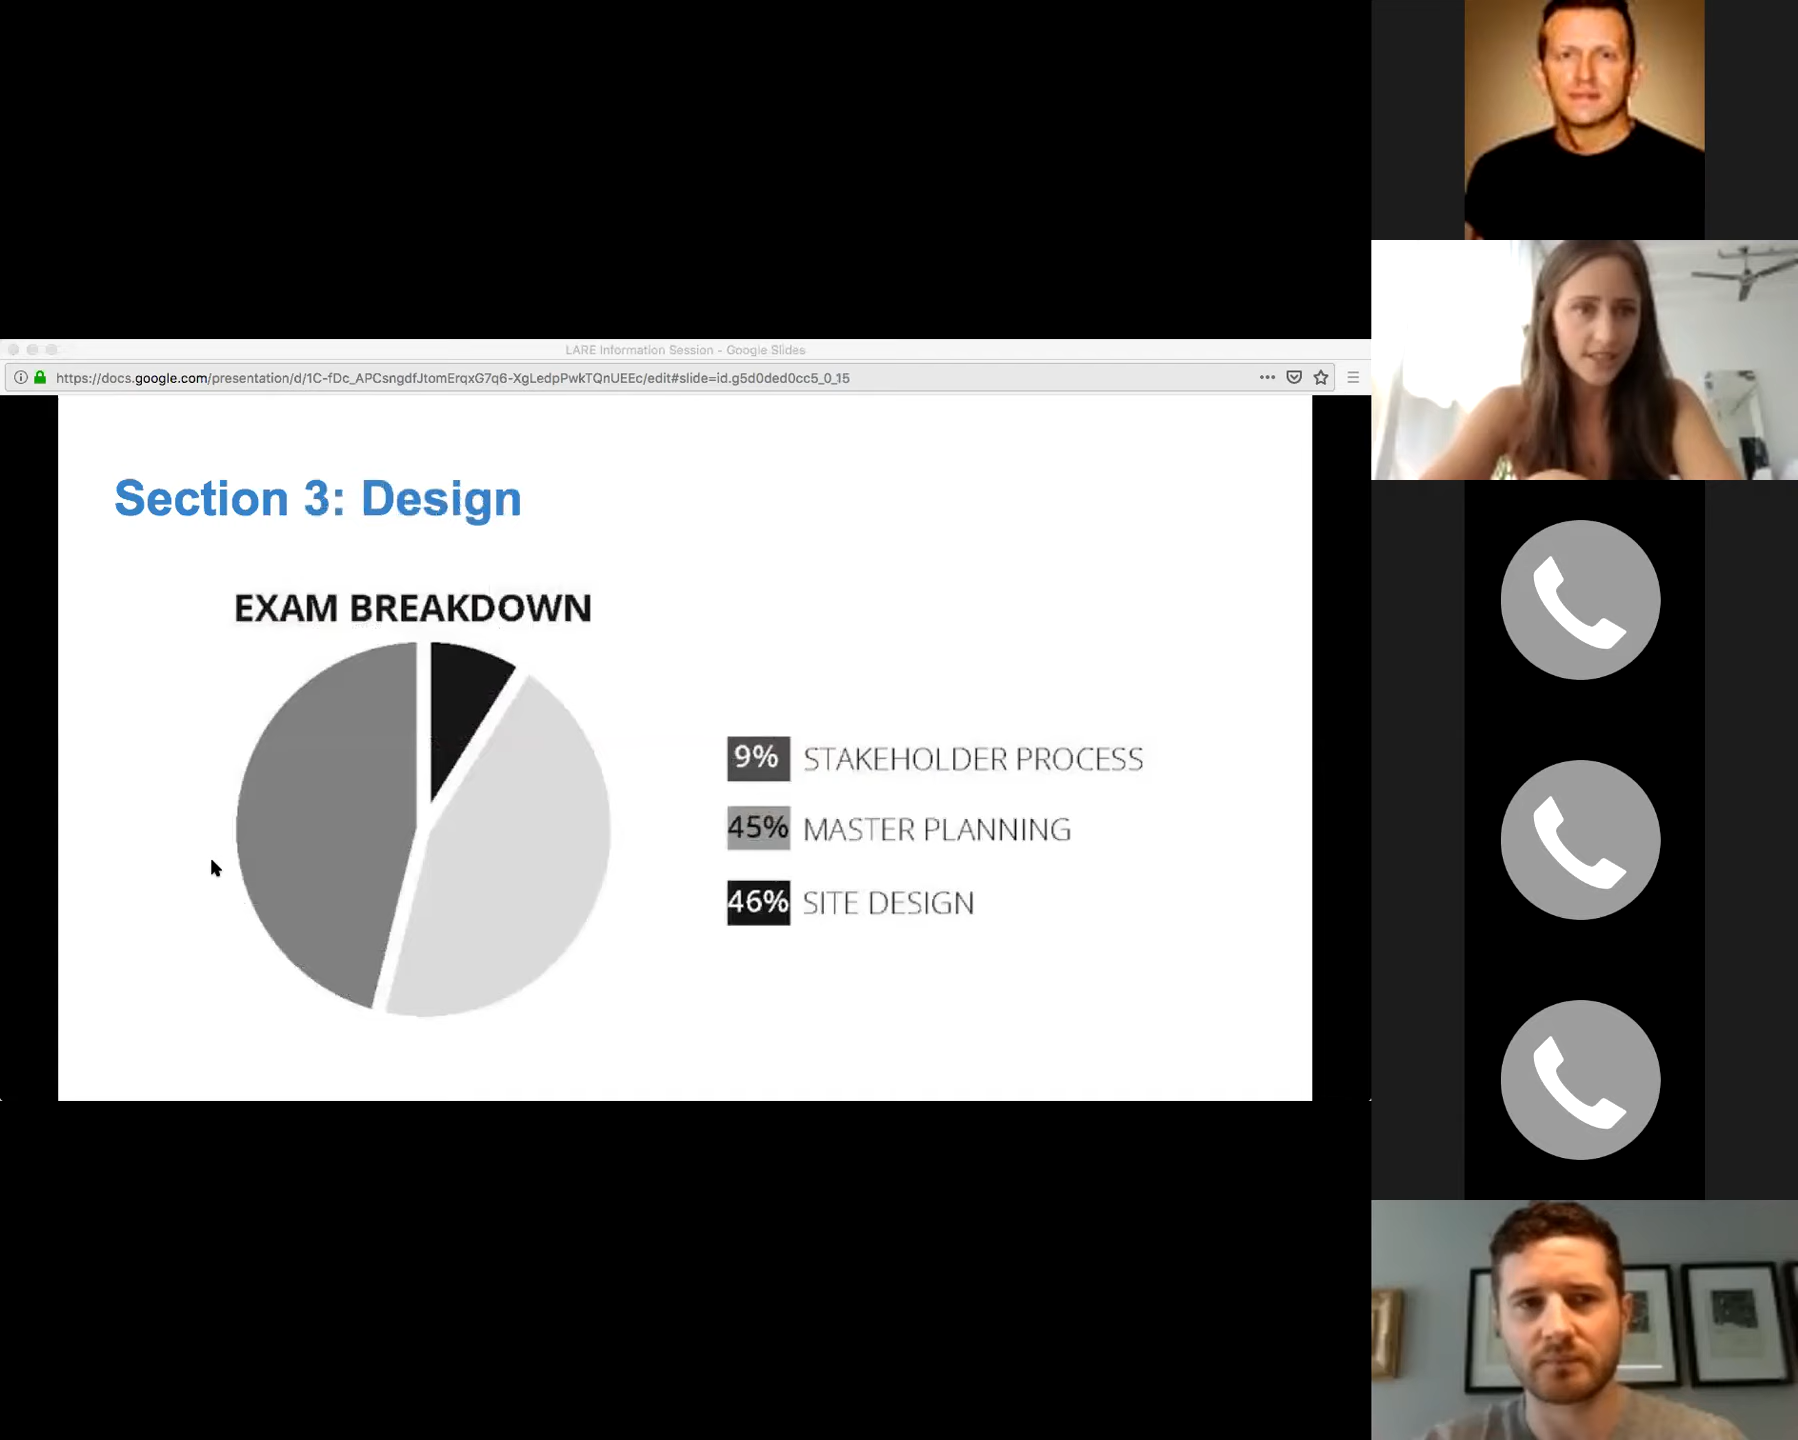 LARE Information Session - Google Slides
https://docs.google.com/presentation/d/1C-fDc_APCsngdfJtomErqxG7q6-XgLedpPwkTQnUEEc/edit#slide=id.g5d0ded0cc5_0_15
Section 3: Design
EXAM BREAKDOWN
9% STAKEHOLDER PROCESS
45% MASTER PLANNING
46% SITE DESIGN